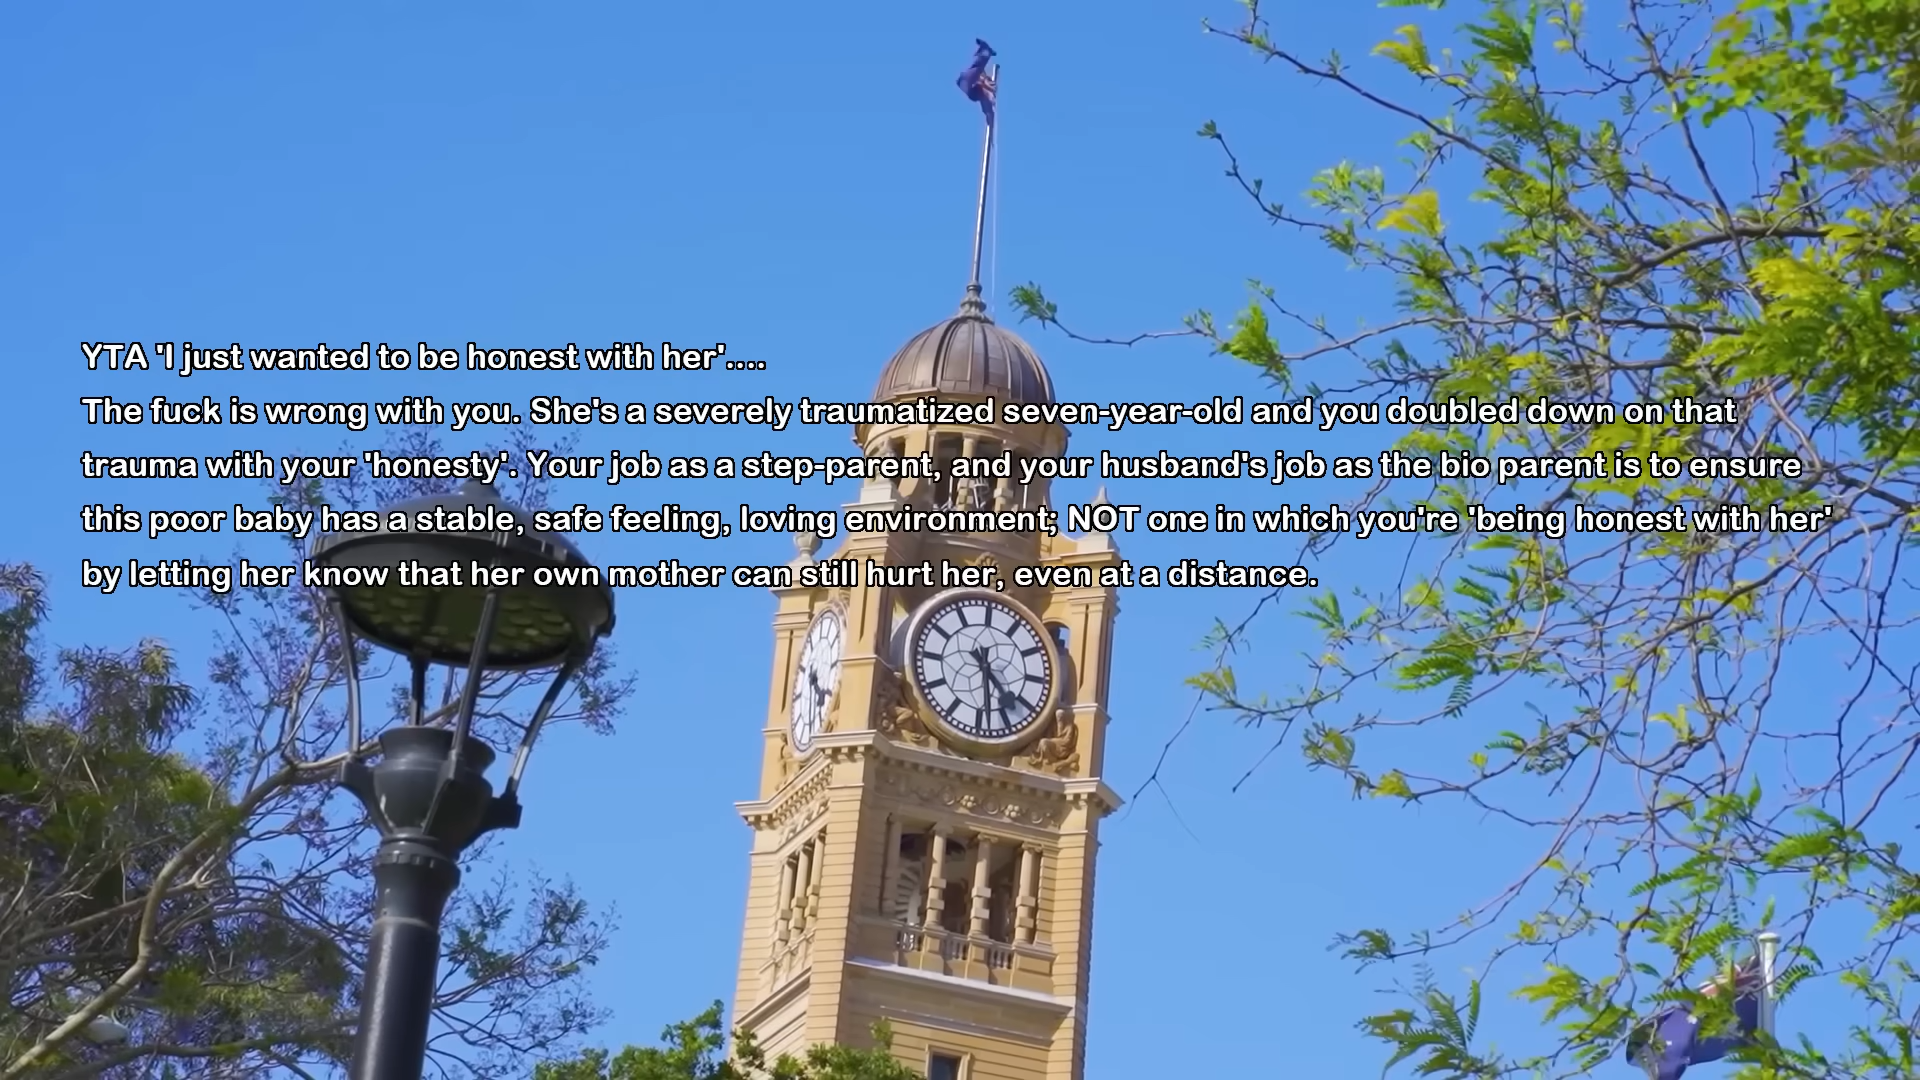 YTA 'I just wanted to be honest with her'....
The fuck is wrong with you. She's a severely traumatized seven-year-old and you doubled down on that
trauma with your 'honesty'. Your job as a step-parent, and your husband's job as the bio parent is to ensure
this poor baby has a stable, safe feeling, loving environment; NOT one in which you're 'being honest with her'
by letting her know that her own mother can still hurt her, even at a distance.